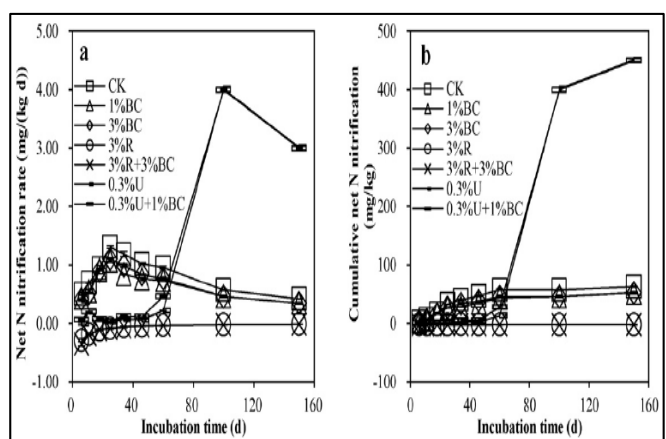 a
Net N nitrification rate (mg/(kg d))
5.00
4.00
3.00
2.00
1.00
0.00
-1.00
CK
1%BC
3%BC
3%R
3%R+3%BC
0.3%U
0.3%U+1%BC
0 40 80 120 160
Incubation time (d)
b
Cumulative net N nitrification
(mg/kg)
500
400
300
200
100
0
-100
CK
1%BC
3%BC
3%R
3%R+3%BC
0.3%U
0.3%U+1%BC
0 40 80 120 160
Incubation time (d)